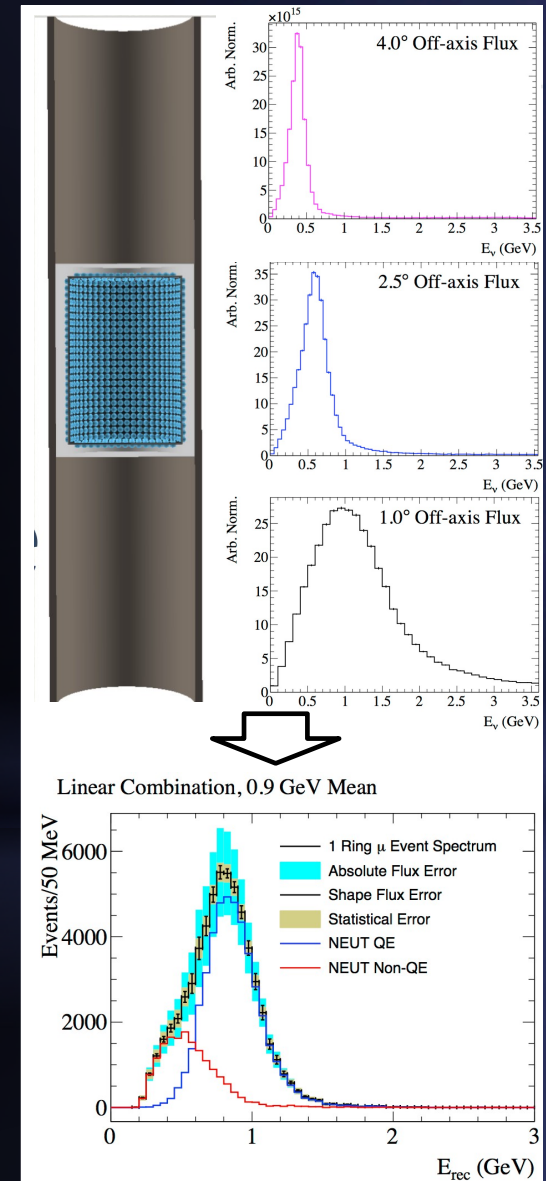 ×10¹⁵
4.0° Off-axis Flux
Arb. Norm.
30
25
20
15
10
5
0
0 0.5 1 1.5 2 2.5 3 3.5
Eν (GeV)
2.5° Off-axis Flux
Arb. Norm.
35
30
25
20
15
10
5
0
0 0.5 1 1.5 2 2.5 3 3.5
Eν (GeV)
1.0° Off-axis Flux
Arb. Norm.
25
20
15
10
5
0
0 0.5 1 1.5 2 2.5 3 3.5
Eν (GeV)
Linear Combination, 0.9 GeV Mean
Events/50 MeV
6000
4000
2000
0
1 Ring μ Event Spectrum
Absolute Flux Error
Shape Flux Error
Statistical Error
NEUT QE
NEUT Non-QE
0 1 2 3
Erec (GeV)